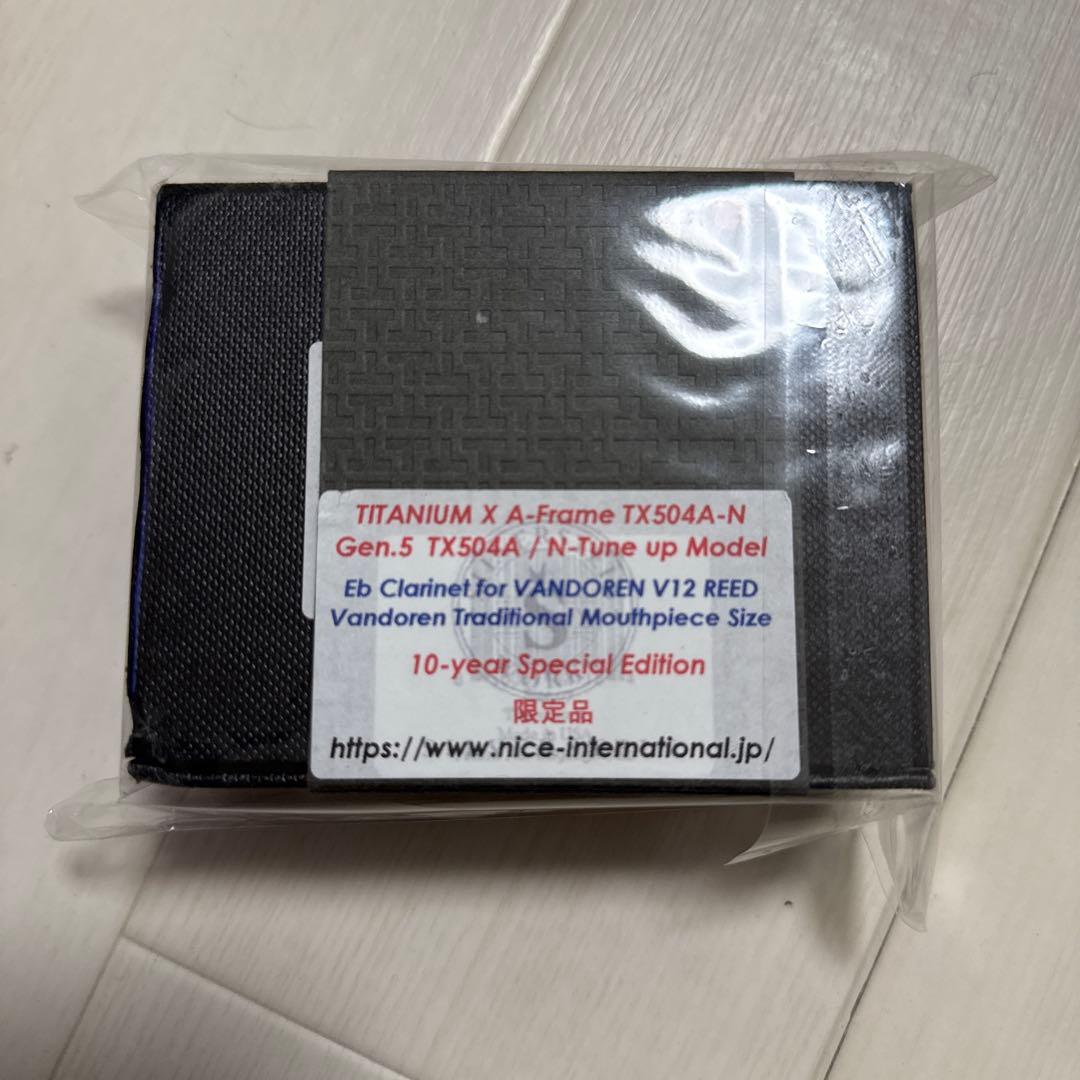 TITANIUM X A-Frame TX504A-N
Gen.5 TX504A / N-Tune up Model
Eb Clarinet for VANDOREN V12 REED
Vandoren Traditional Mouthpiece Size
10-year Special Edition
限定品
https://www.nice-international.jp/